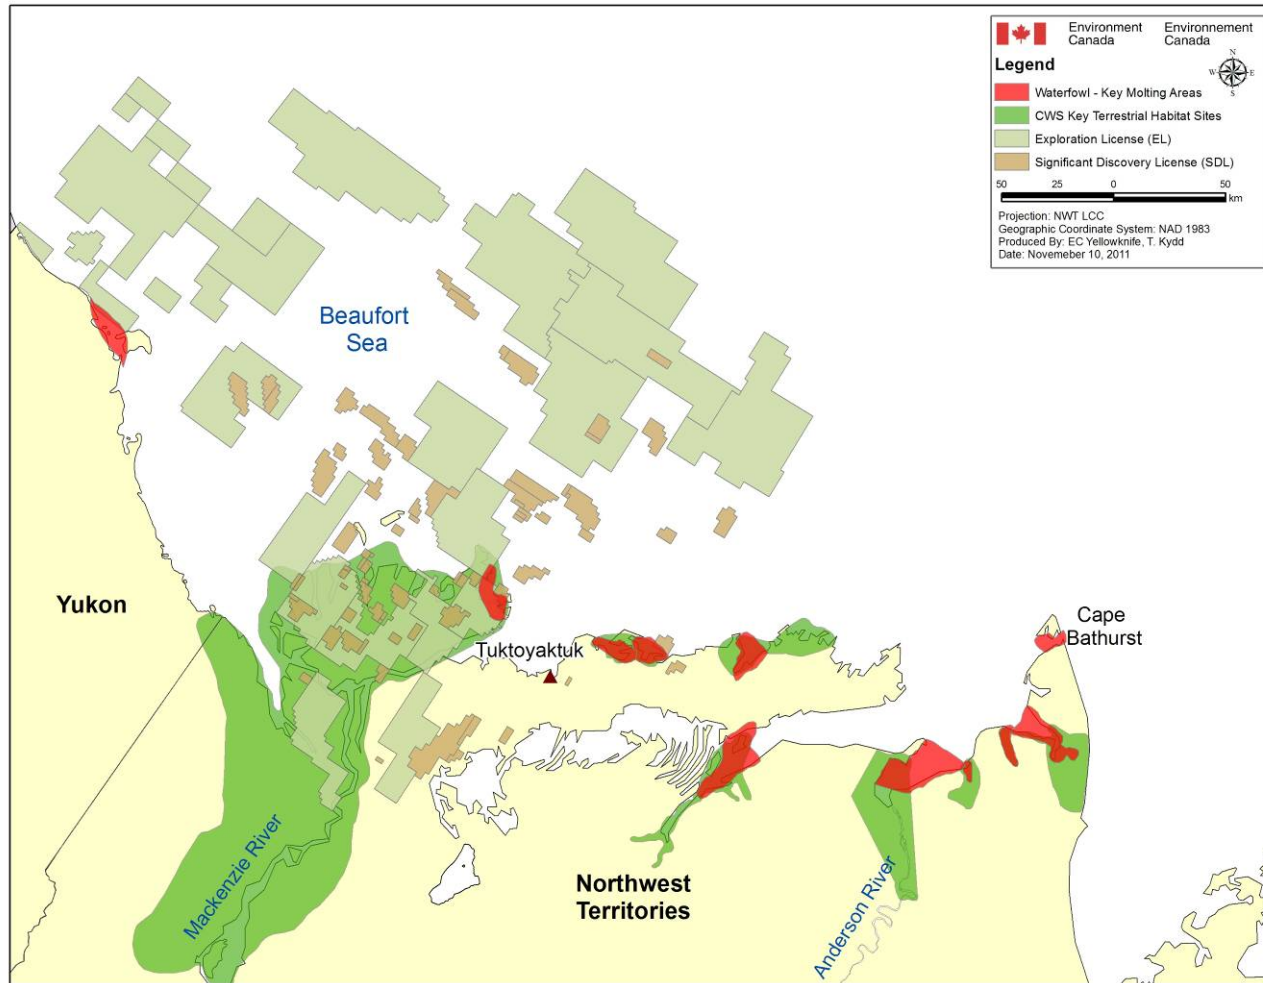 Environment Canada
Environnement Canada
Legend
N
W
E
S
Waterfowl - Key Molting Areas
CWS Key Terrestrial Habitat Sites
Exploration License (EL)
Significant Discovery License (SDL)
50 25 0 50
km
Projection: NWT LCC
Geographic Coordinate System: NAD 1983
Produced By: EC Yellowknife, T. Kydd
Date: Novemeber 10, 2011
Beaufort
Sea
Yukon
Tuktoyaktuk
Cape
Bathurst
Mackenzie River
Northwest
Territories
Anderson River